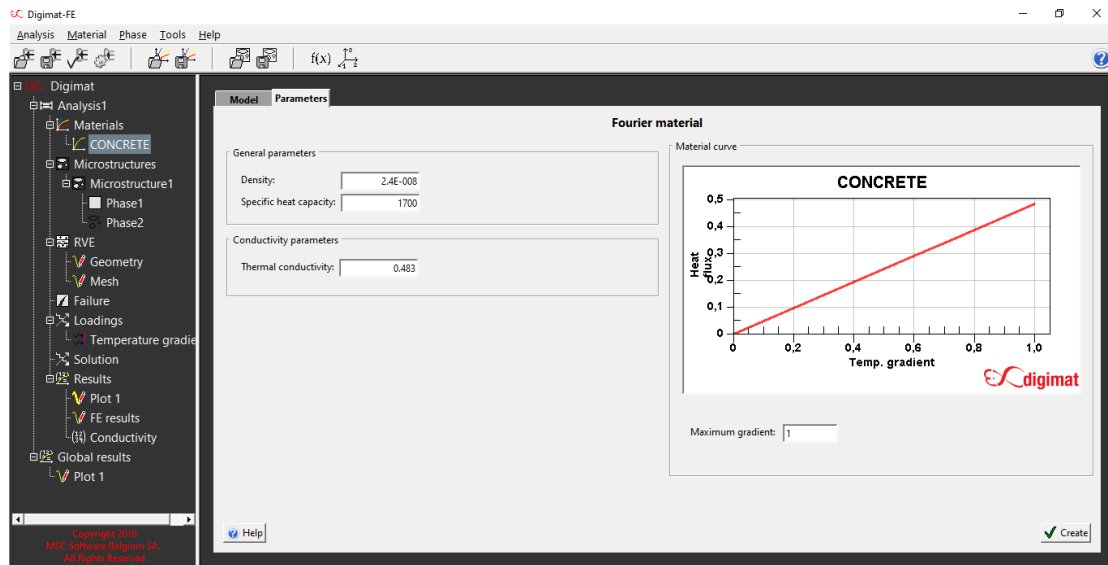 Digimat-FE
Analysis Material Phase Tools Help
f(x)
Digimat
Analysis1
Materials
CONCRETE
Microstructures
Microstructure1
Phase1
Phase2
RVE
Geometry
Mesh
Failure
Loadings
Temperature gradie
Solution
Results
Plot 1
FE results
Conductivity
Global results
Plot 1
Copyright 2016
MSC Software Belgium SA.
All Rights Reserved
Model Parameters
Fourier material
General parameters
Density: 2.4E-008
Specific heat capacity: 1700
Conductivity parameters
Thermal conductivity: 0.483
Material curve
CONCRETE
0,5
0,4
0,3
0,2
0,1
0
Heat
flux
0 0,2 0,4 0,6 0,8 1,0
Temp. gradient
digimat
Maximum gradient: 1
Help
Create